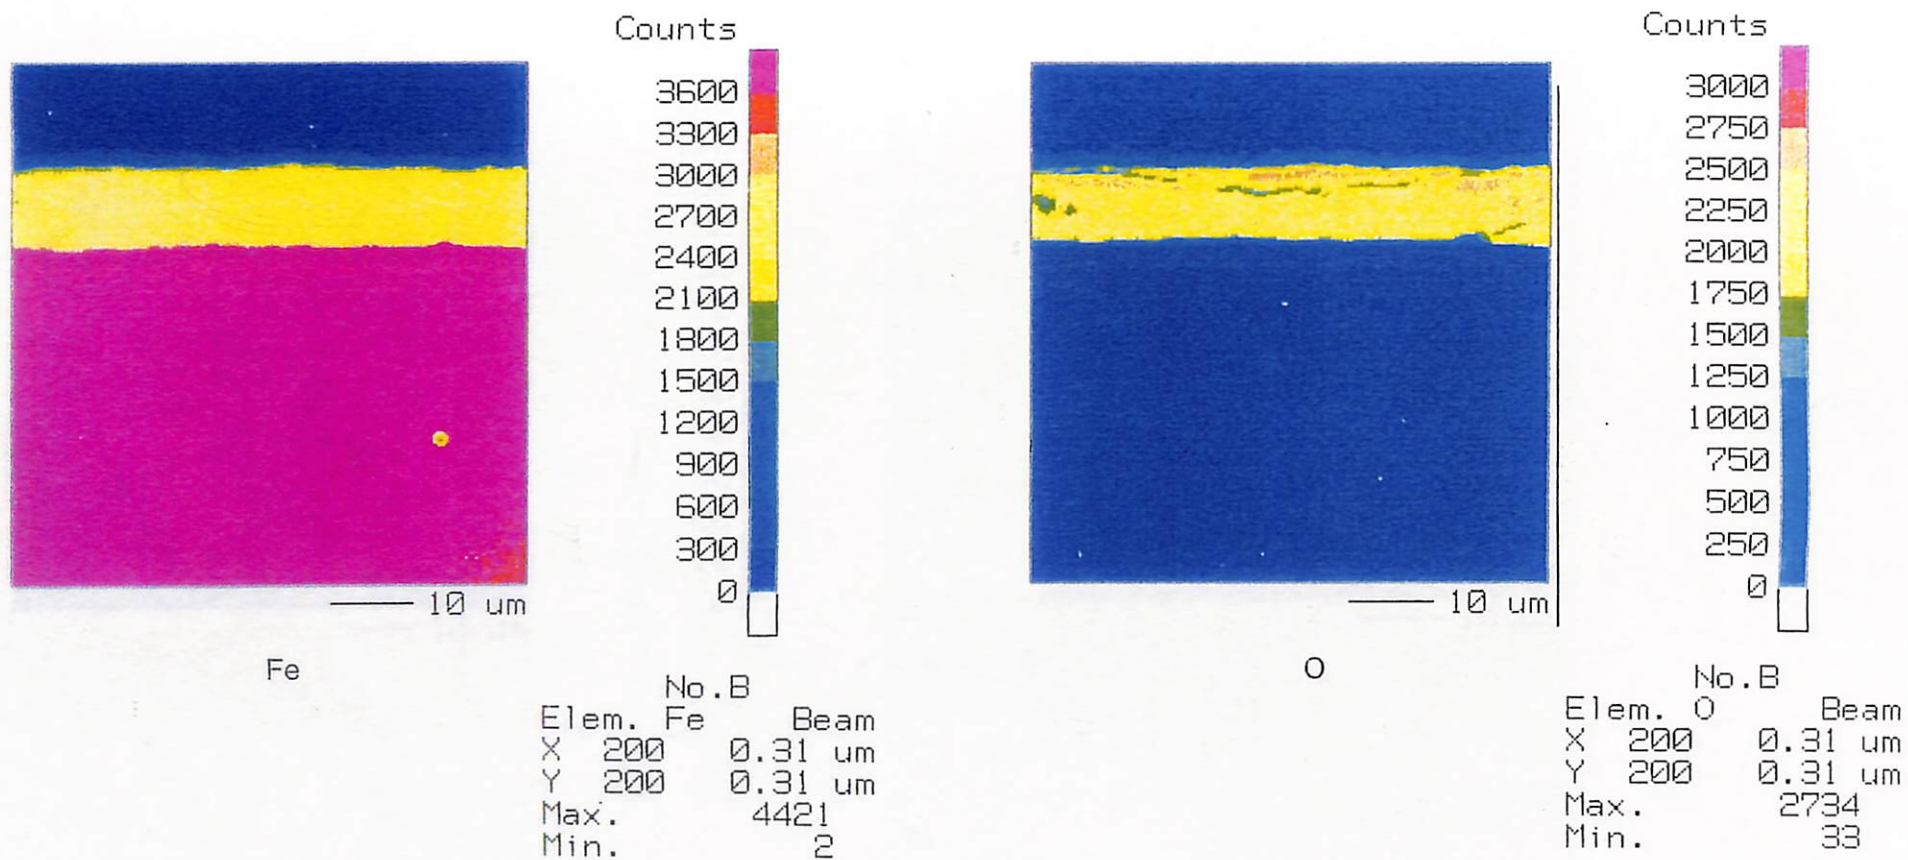 Counts
3600
3300
3000
2700
2400
2100
1800
1500
1200
900
600
300
0
10 um
Fe
No.B
Elem. Fe Beam
X 200 0.31 um
Y 200 0.31 um
Max. 4421
Min. 2
Counts
3000
2750
2500
2250
2000
1750
1500
1250
1000
750
500
250
0
10 um
O
No.B
Elem. O Beam
X 200 0.31 um
Y 200 0.31 um
Max. 2734
Min. 33